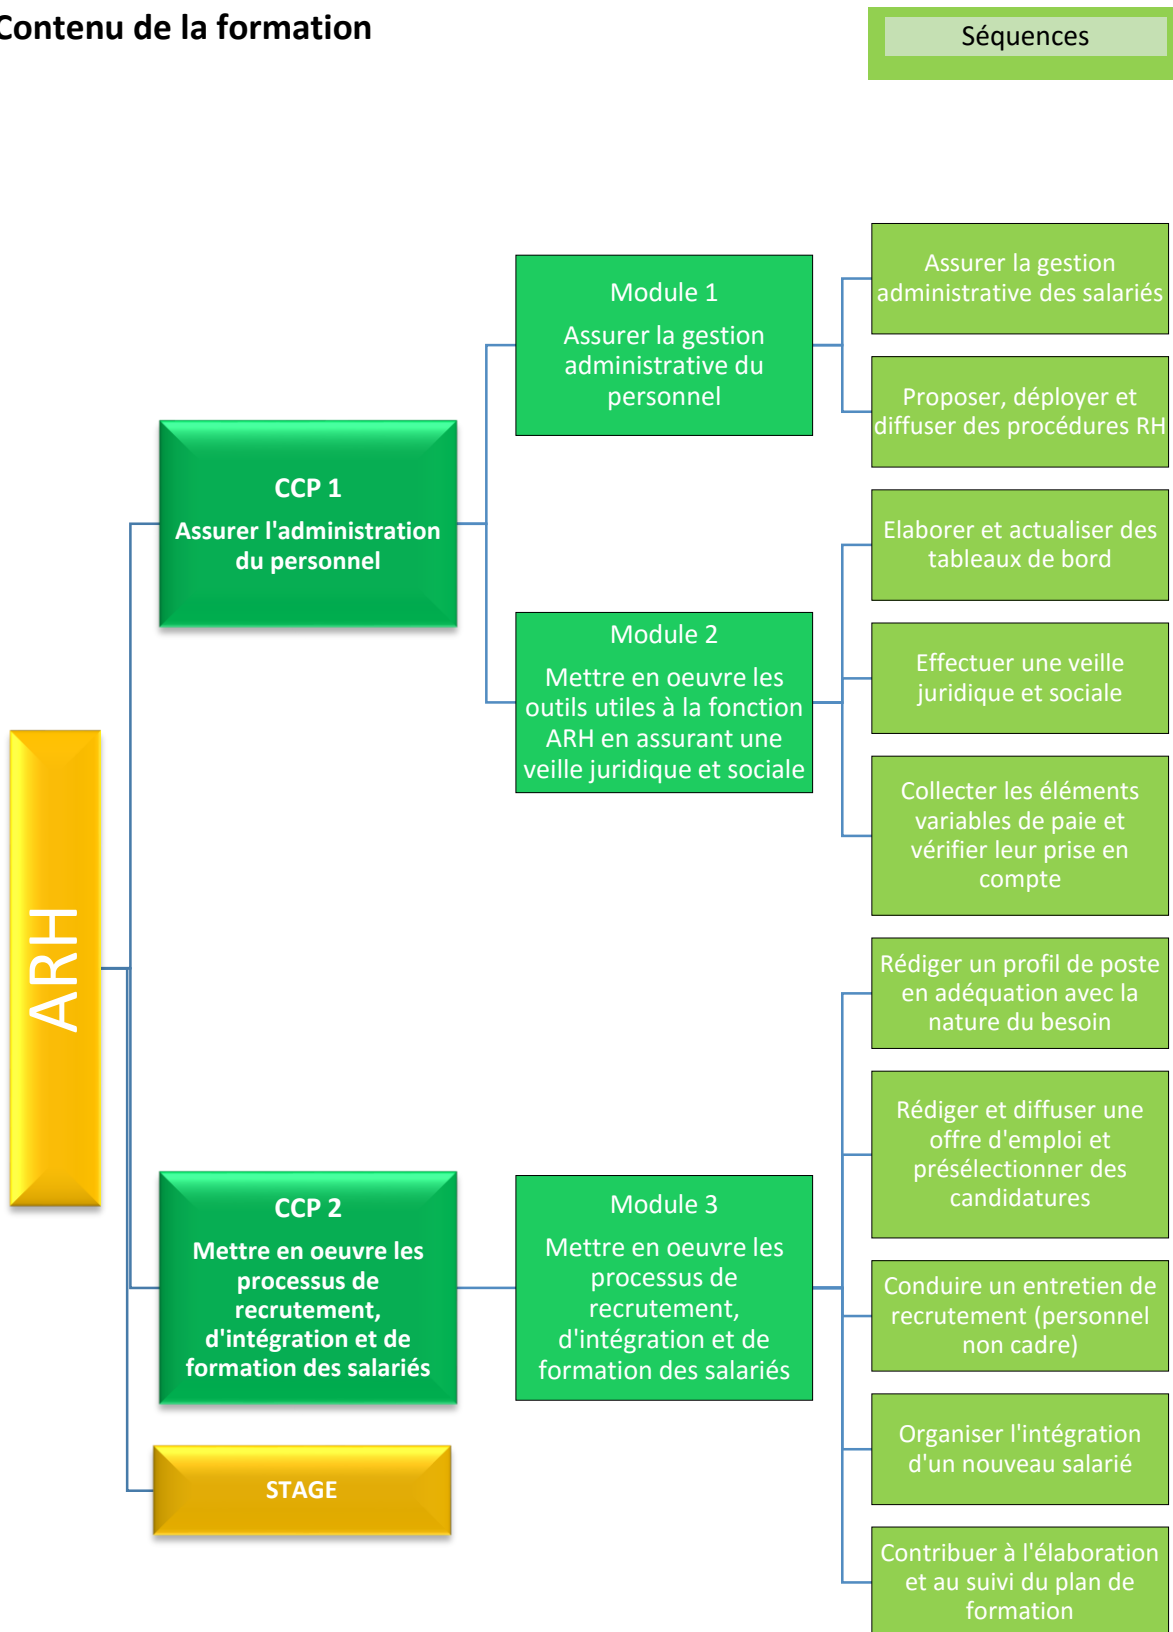 Contenu de la formation
Séquences
ARH
CCP 1
Assurer l'administration
du personnel
Module 1
Assurer la gestion
administrative du
personnel
Assurer la gestion
administrative des salariés
Proposer, déployer et
diffuser des procédures RH
Module 2
Mettre en oeuvre les
outils utiles à la fonction
ARH en assurant une
veille juridique et sociale
Elaborer et actualiser des
tableaux de bord
Effectuer une veille
juridique et sociale
Collecter les éléments
variables de paie et
vérifier leur prise en
compte
CCP 2
Mettre en oeuvre les
processus de
recrutement,
d'intégration et de
formation des salariés
Module 3
Mettre en oeuvre les
processus de
recrutement,
d'intégration et de
formation des salariés
Rédiger un profil de poste
en adéquation avec la
nature du besoin
Rédiger et diffuser une
offre d'emploi et
présélectionner des
candidatures
Conduire un entretien de
recrutement (personnel
non cadre)
Organiser l'intégration
d'un nouveau salarié
Contribuer à l'élaboration
et au suivi du plan de
formation
STAGE